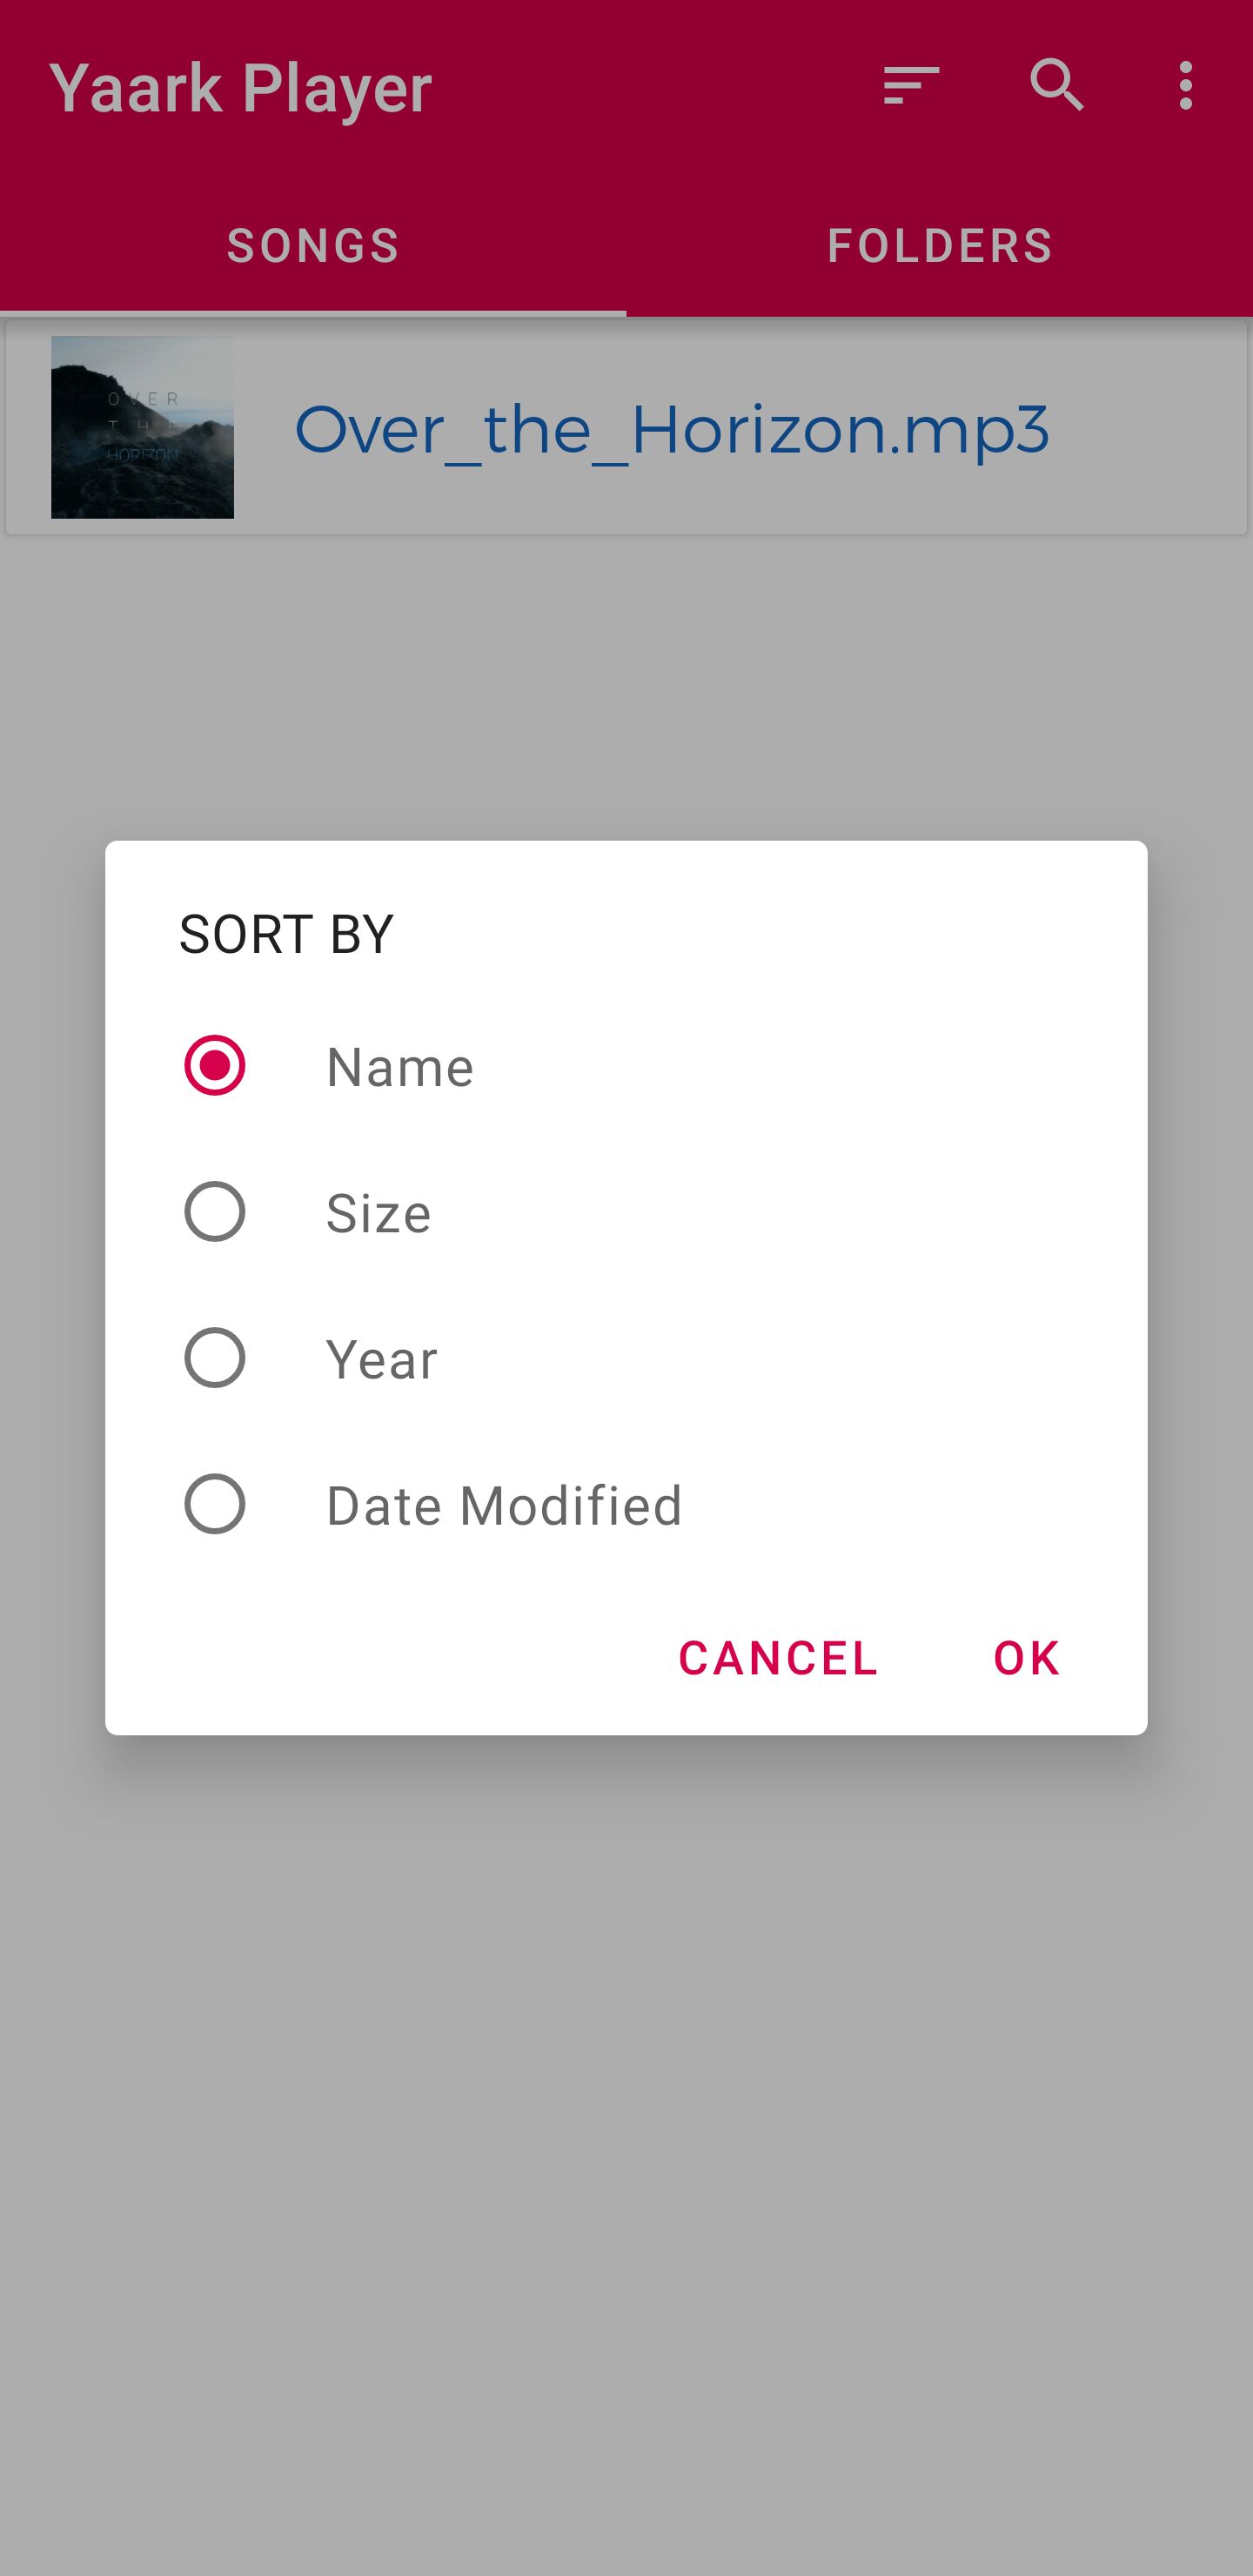 Yaark Player
SONGS
FOLDERS
OVER
THE
HORIZON
Over_the_Horizon.mp3
SORT BY
Name
Size
Year
Date Modified
CANCEL
OK